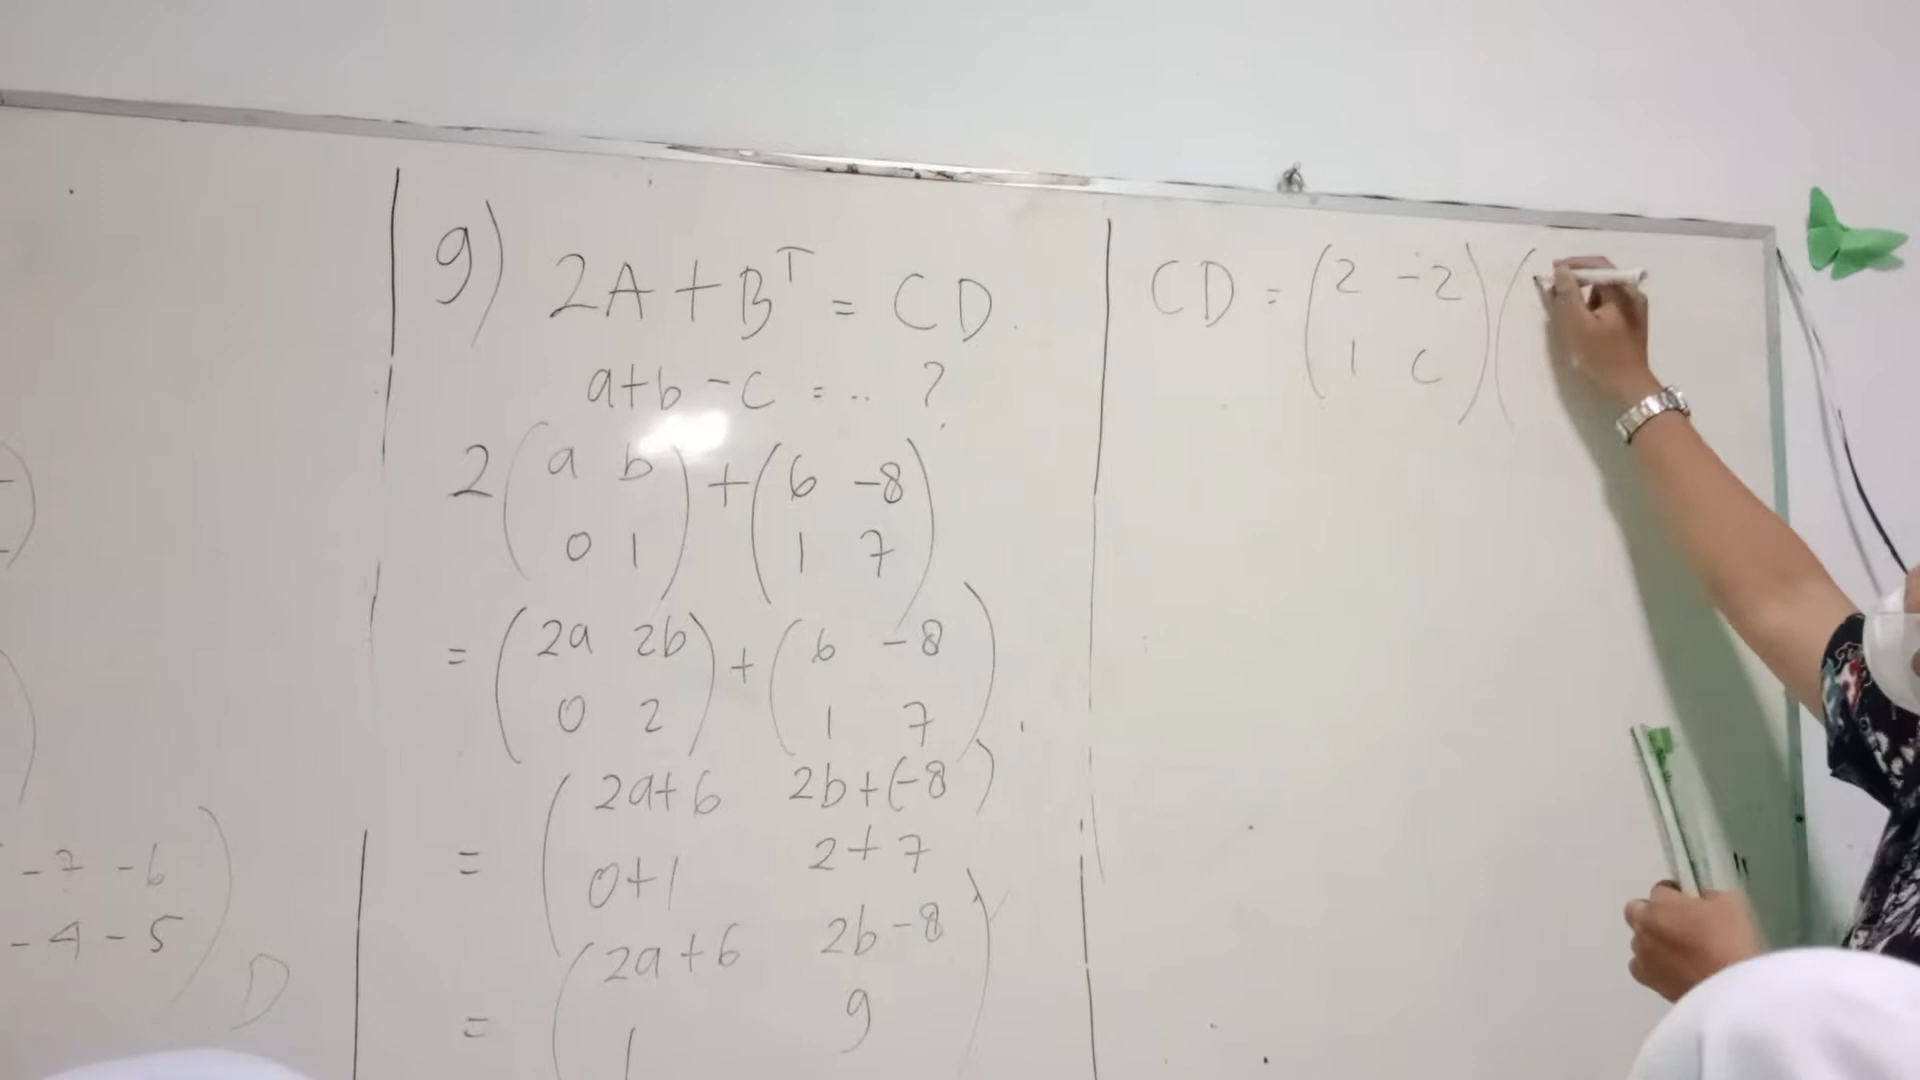 - 7 - 6
- 4 - 5
D
9) 2A + Bᵀ = CD
a+b - c = .. ?
2 ( a b ) + ( 6 -8 )
0 1 1 7
= ( 2a 2b ) + ( 6 -8 )
0 2 1 7
= ( 2a+6 2b+(-8 )
0+1 2+7
= ( 2a+6 2b-8 )
1 9
CD = ( 2 -2 ) (
1 c